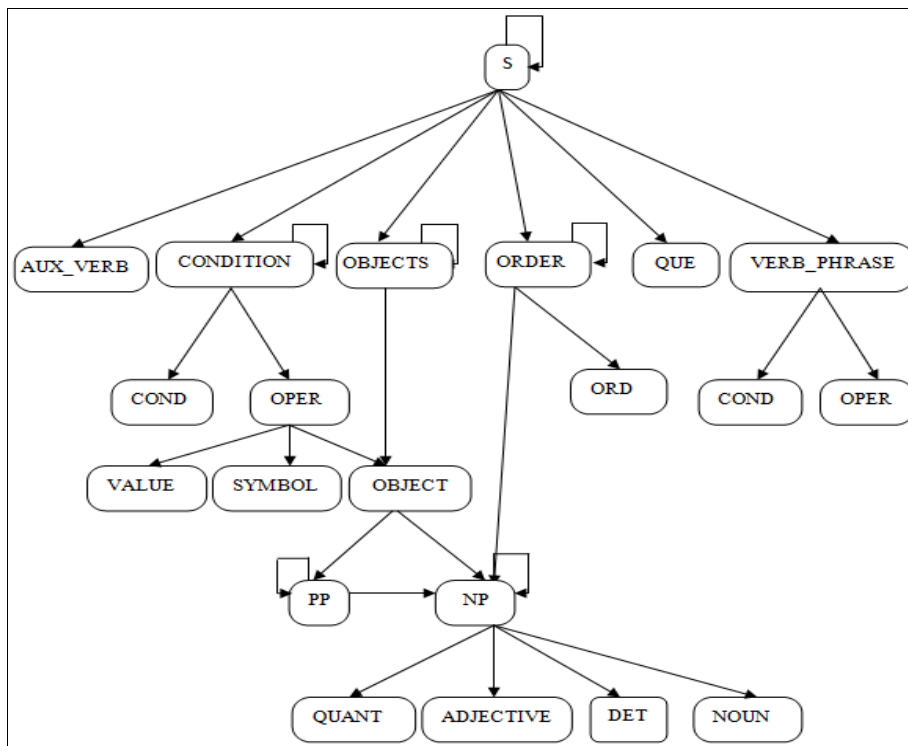 S
AUX_VERB
CONDITION
OBJECTS
ORDER
QUE
VERB_PHRASE
COND
OPER
ORD
COND
OPER
VALUE
SYMBOL
OBJECT
PP
NP
QUANT
ADJECTIVE
DET
NOUN